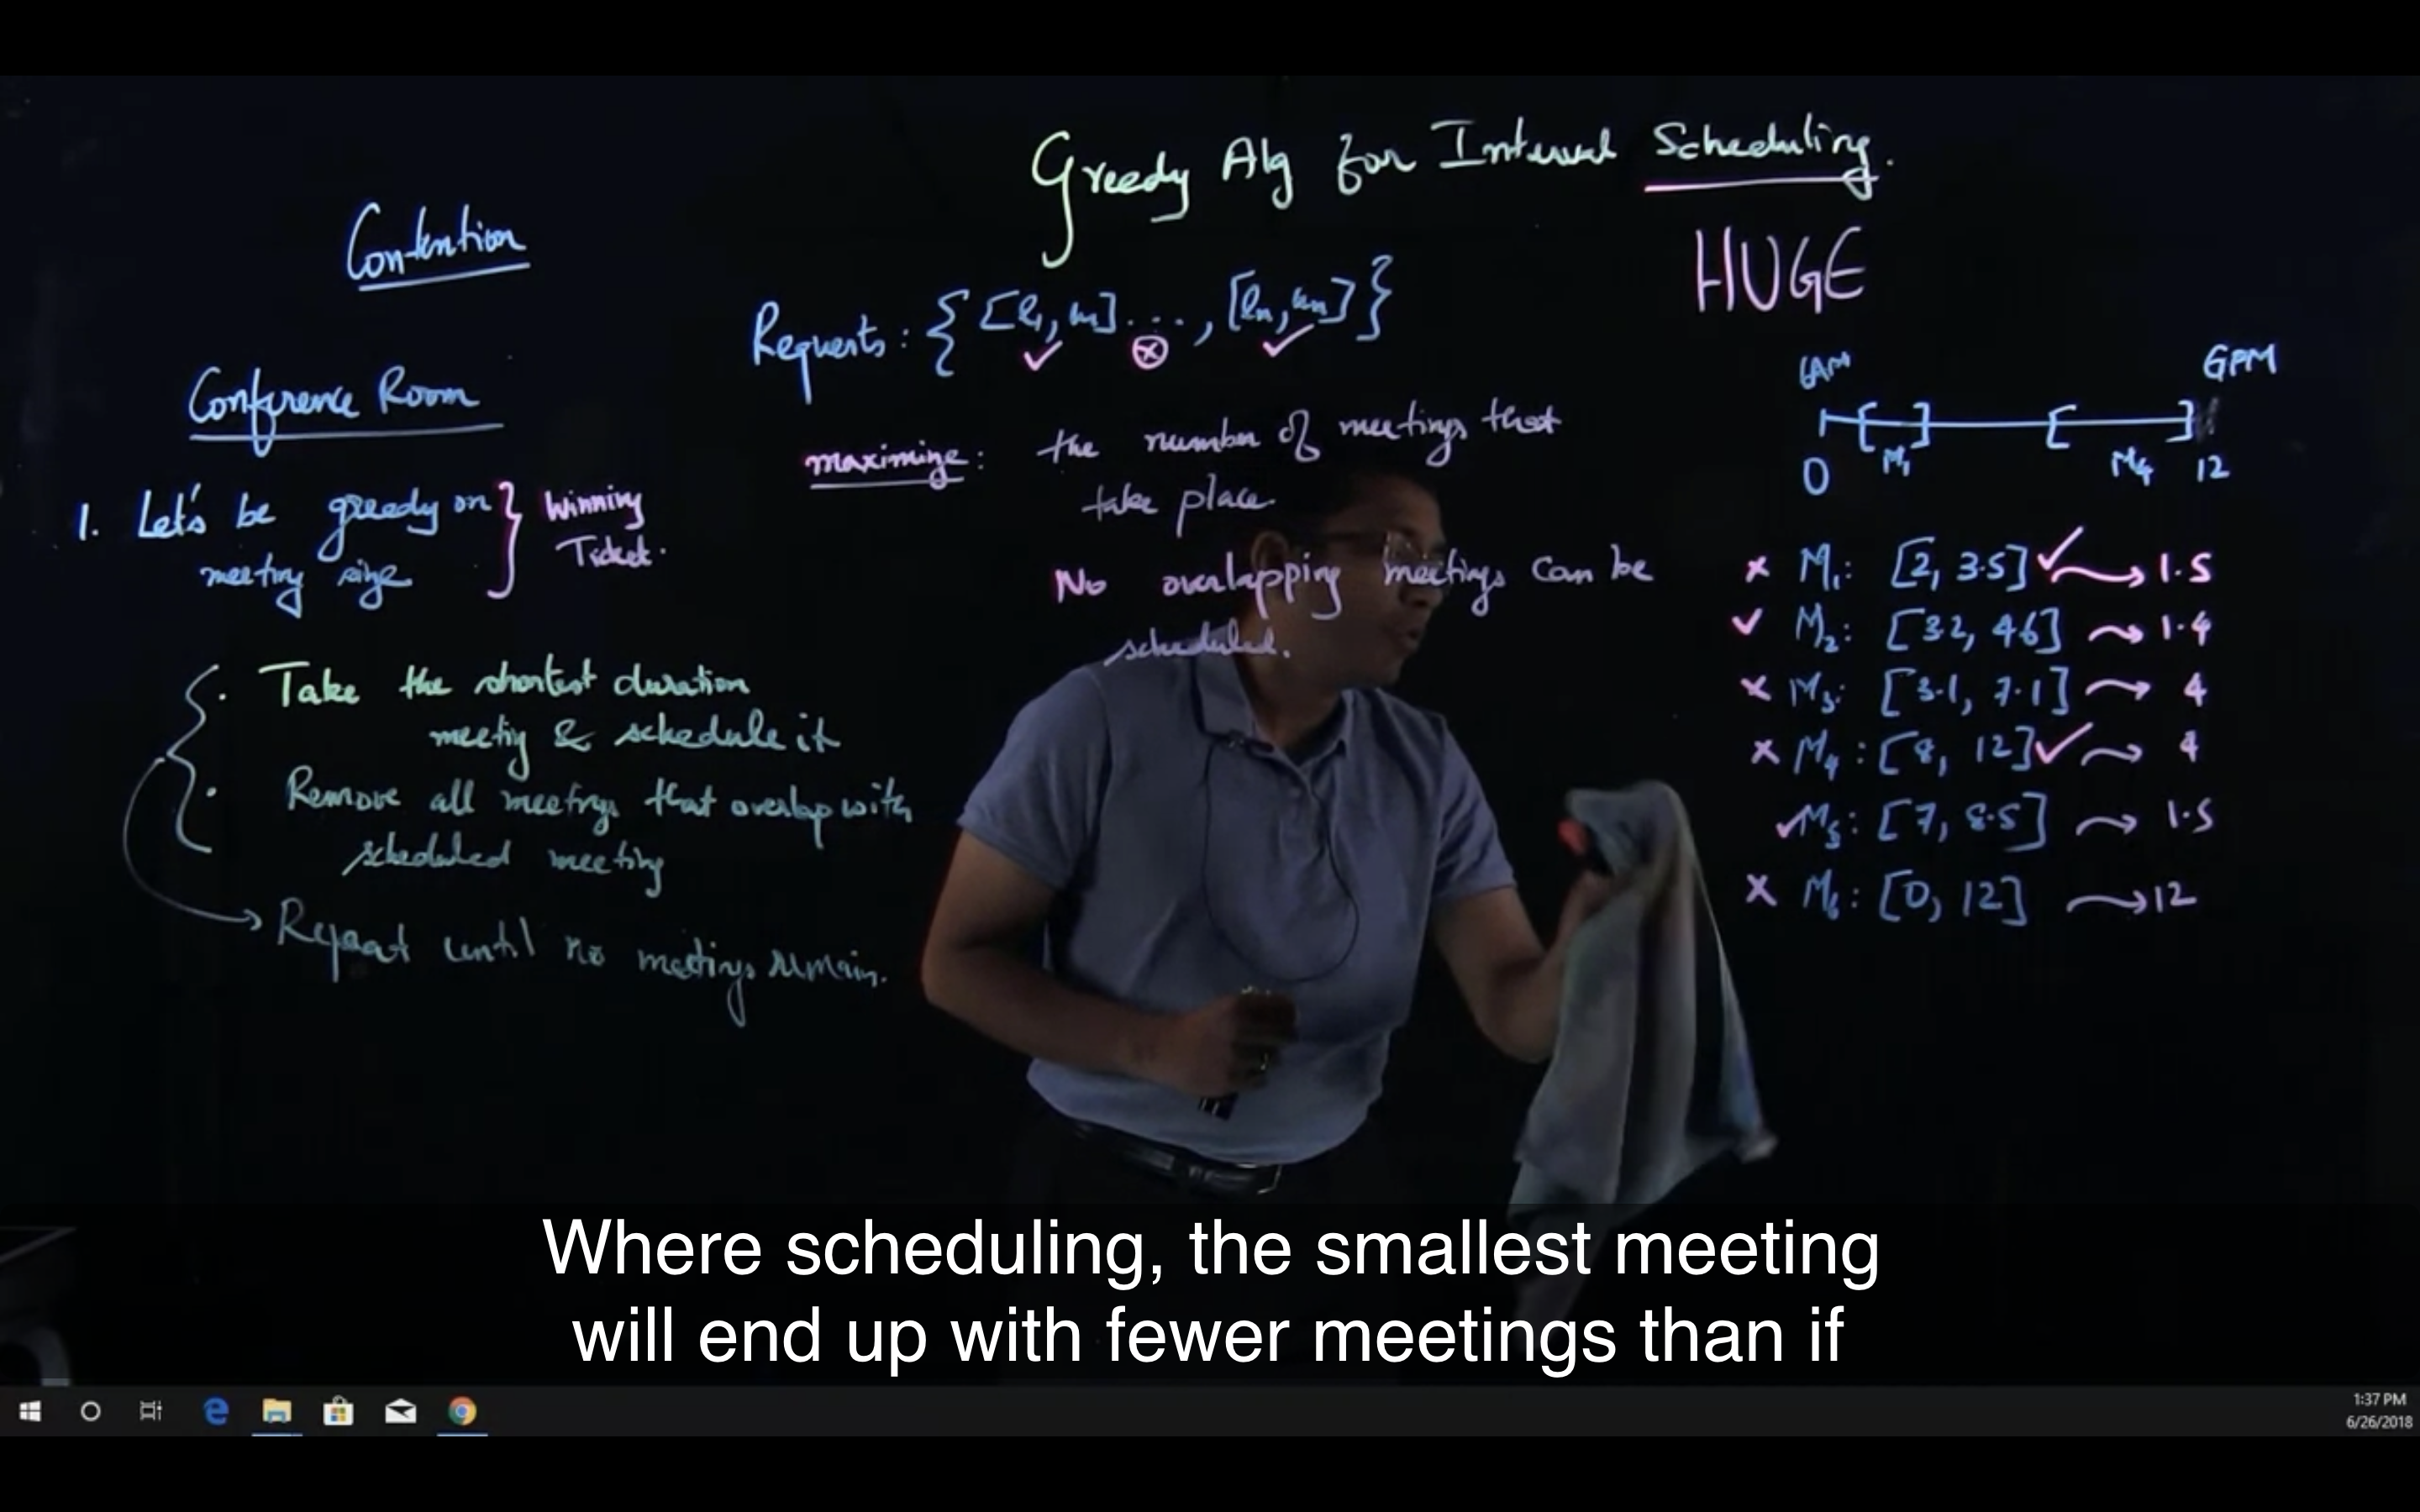 Greedy Alg for Interval Scheduling.
HUGE
Contention
Requests: { [l1, u1] ..., [ln, un] }
✓ ⊗ ✓
Conference Room
maximize: the number of meetings that
take place.
No overlapping meetings can be
scheduled.
1. Let's be greedy on
meeting size
Winning
Ticket.
· Take the shortest duration
meeting & schedule it
· Remove all meetings that overlap with
scheduled meeting
Repeat until no meetings remain.
6AM 6PM
[ ] [ ]
0 M1 M4 12
x M1: [2, 3.5] ✓ → 1.5
✓ M2: [3.2, 4.6] → 1.4
x M3: [3.1, 7.1] → 4
x M4: [8, 12] ✓ → 4
✓ M5: [7, 8.5] → 1.5
x M6: [0, 12] → 12
Where scheduling, the smallest meeting
will end up with fewer meetings than if
1:37 PM
6/26/2018